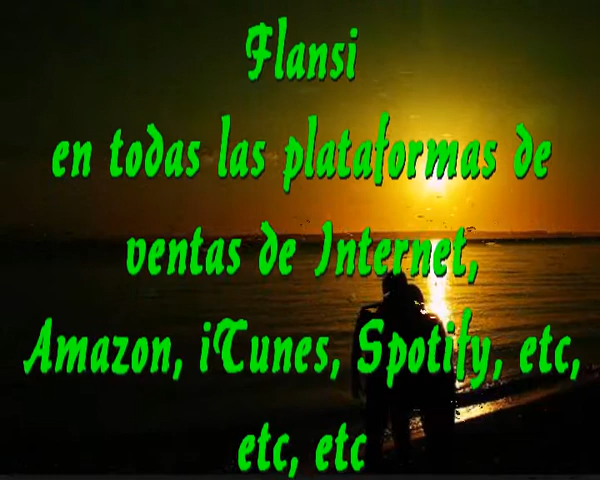 Flansi
en todas las plataformas de
ventas de Internet,
Amazon, iTunes, Spotify, etc,
etc, etc